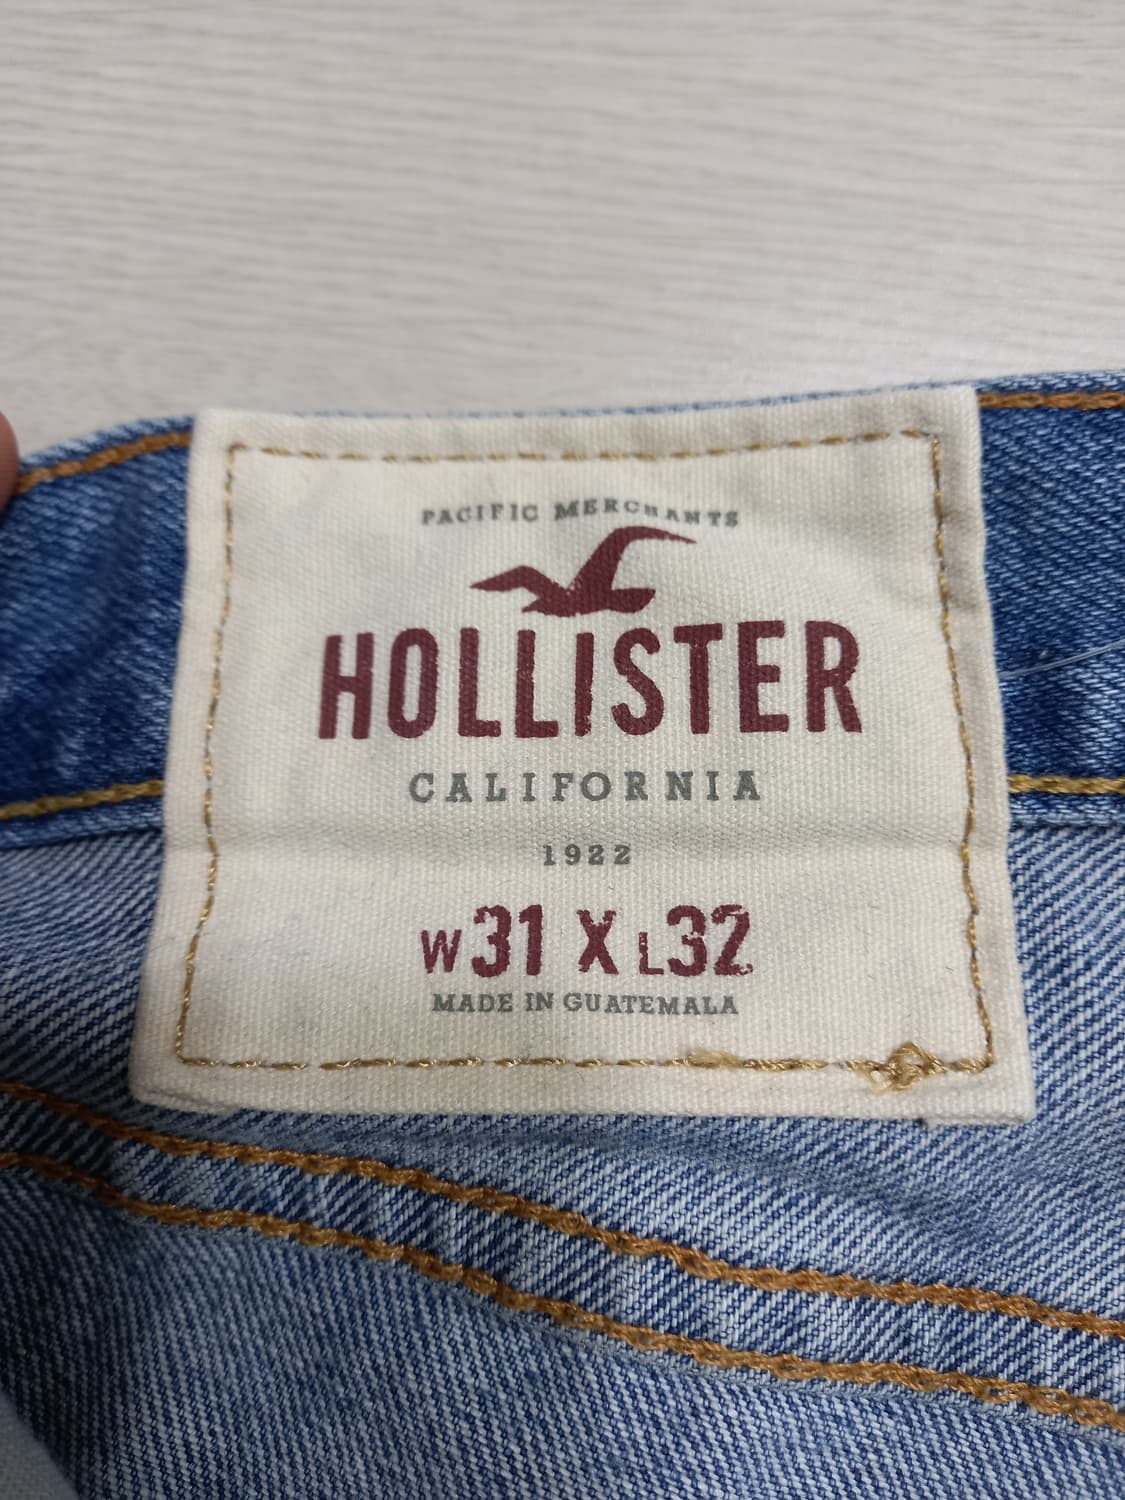 PACIFIC MERCHANTS
HOLLISTER
CALIFORNIA
1922
W31 X L32
MADE IN GUATEMALA